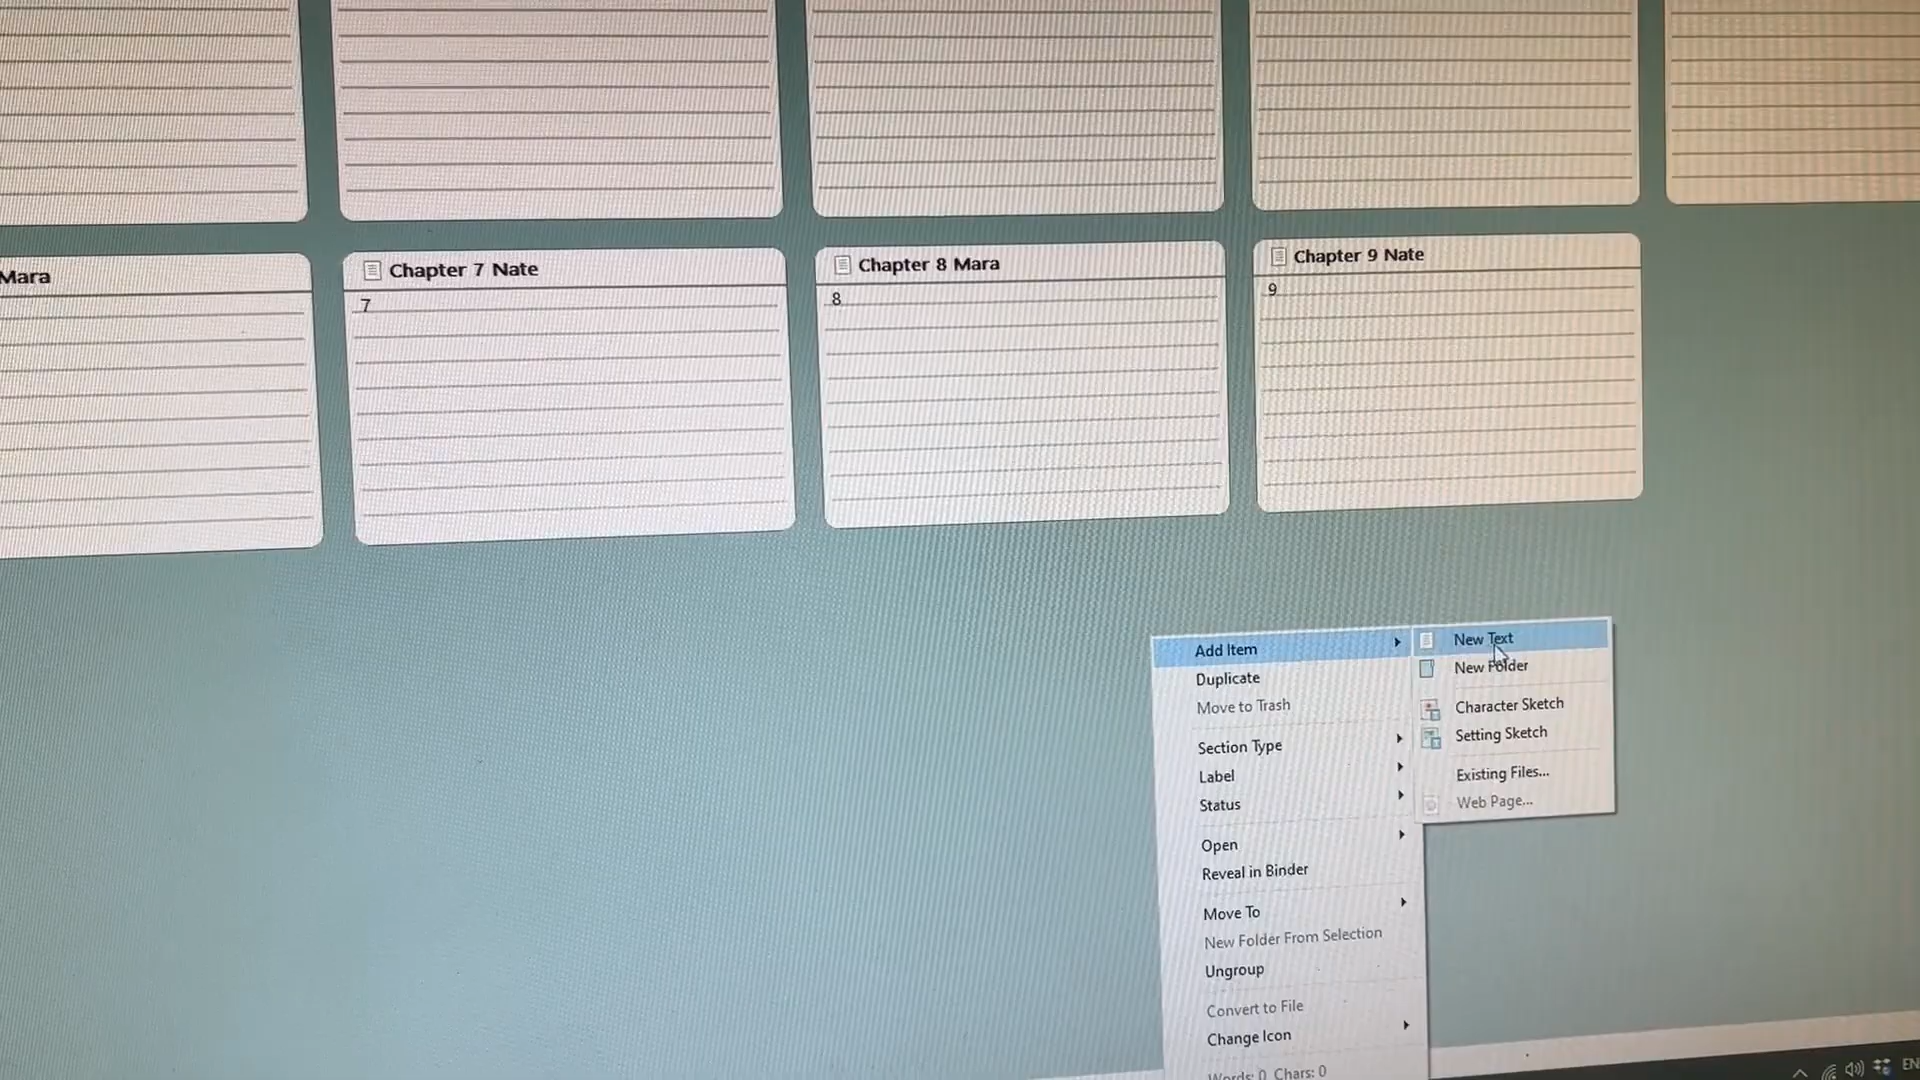 Mara
Chapter 7 Nate
7
Chapter 8 Mara
8
Chapter 9 Nate
9
Add Item
Duplicate
Move to Trash
Section Type
Label
Status
Open
Reveal in Binder
Move To
New Folder From Selection
Ungroup
Convert to File
Change Icon
Words: 0 Chars: 0
New Text
New Folder
Character Sketch
Setting Sketch
Existing Files...
Web Page...
EN